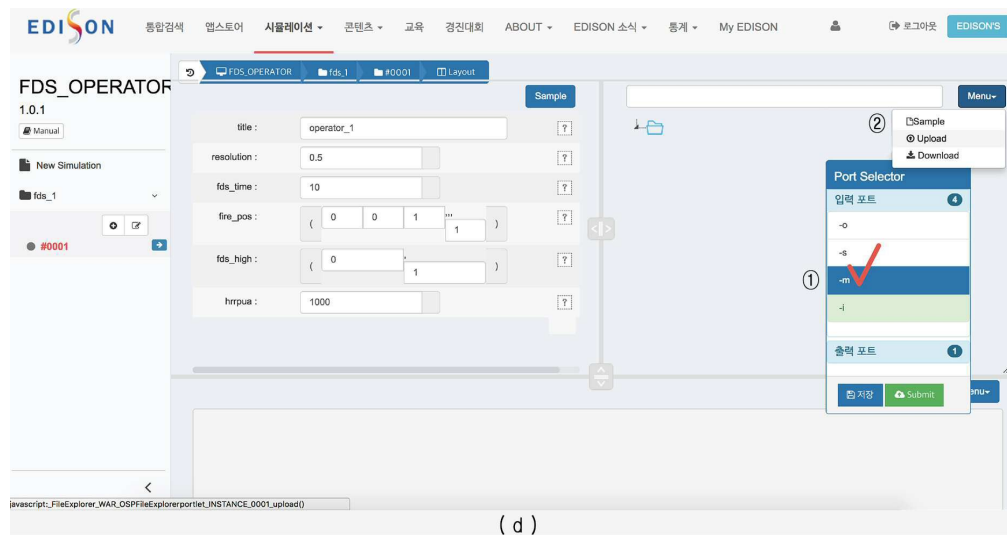 EDISON 통합검색 앱스토어 시뮬레이션 콘텐츠 교육 경진대회 ABOUT EDISON 소식 통계 My EDISON 로그아웃 EDISON'S
FDS_OPERATOR
1.0.1
Manual
New Simulation
fds_1
#0001
FDS_OPERATOR fds_1 #0001 Layout
Sample
title : operator_1 ?
resolution : 0.5 ?
fds_time : 10 ?
fire_pos : ( 0 0 1 ,,, 1 ) ?
fds_high : ( 0 , 1 ) ?
hrrpua : 1000 ?
Menu
②
Sample
Upload
Download
Port Selector
입력 포트 4
-o
-s
① -m
-i
출력 포트 1
저장 Submit
enu
javascript:_FileExplorer_WAR_OSPFileExplorerportlet_INSTANCE_0001_upload()
( d )